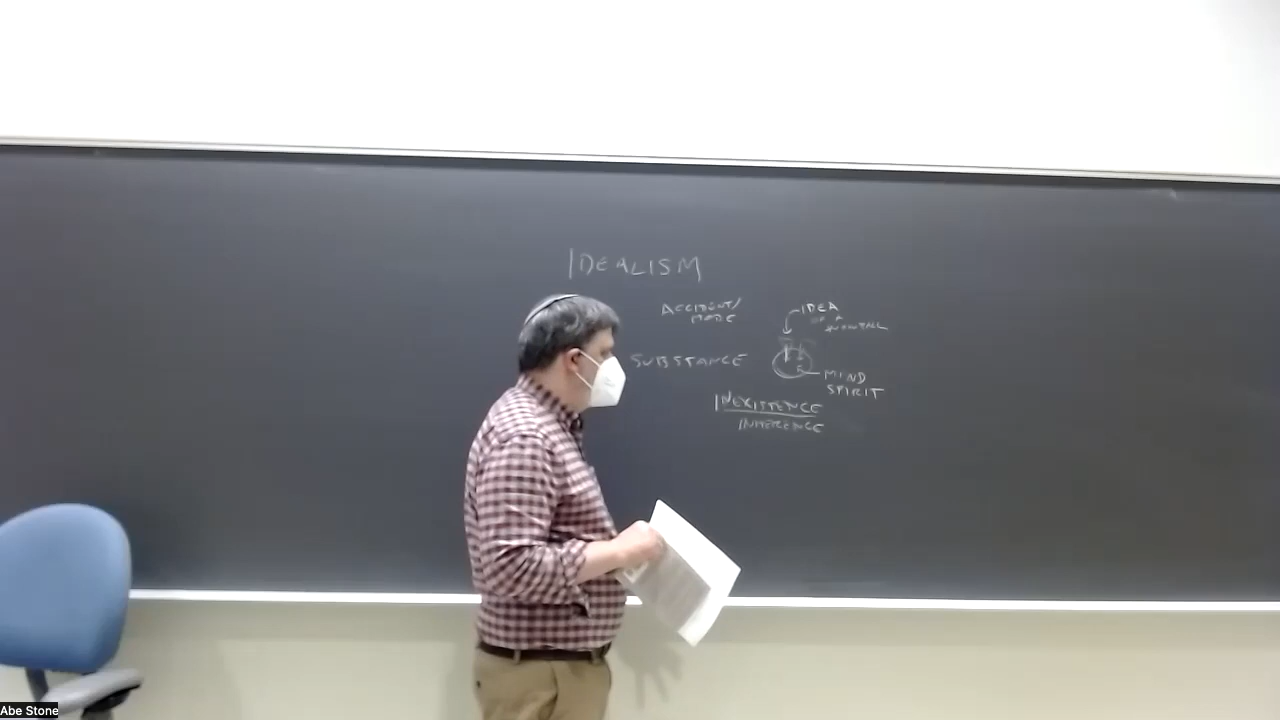 IDEALISM
ACCIDENT/
MODE
IDEA
OF A
SUBSTANCE
MIND
SPIRIT
INEXISTENCE
INHERENCE
Abe Stone